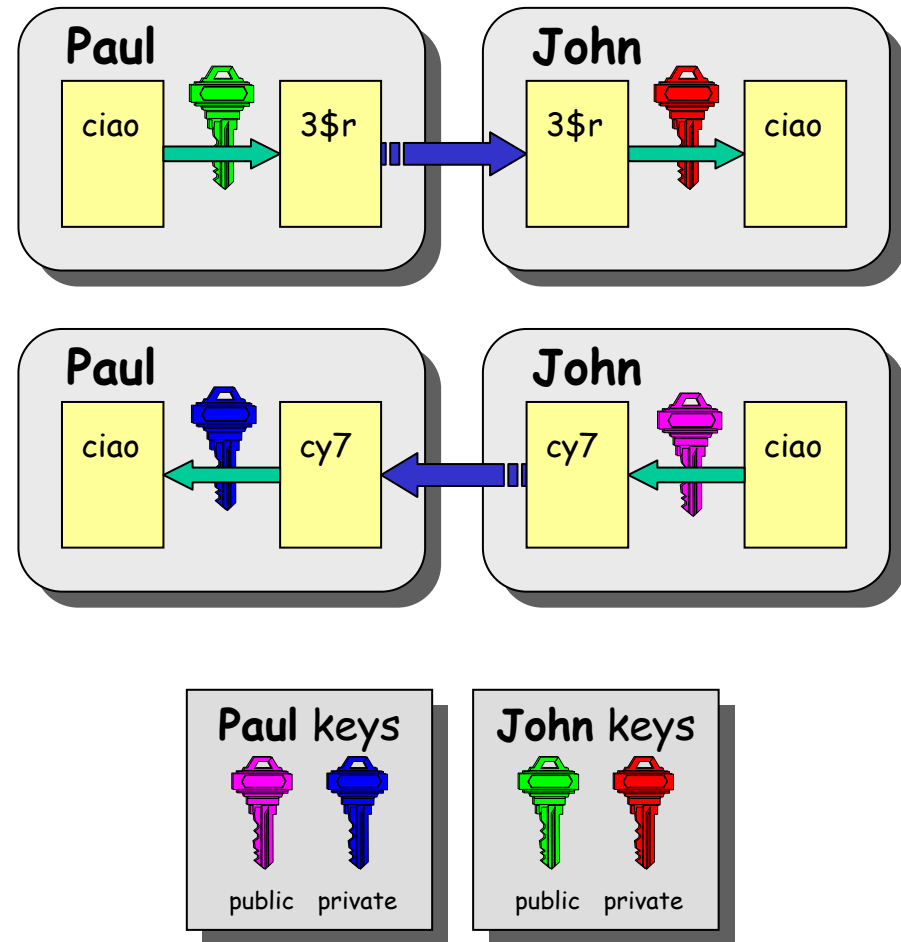 Paul
ciao
3$r
John
3$r
ciao
Paul
ciao
cy7
John
cy7
ciao
Paul keys
public private
John keys
public private